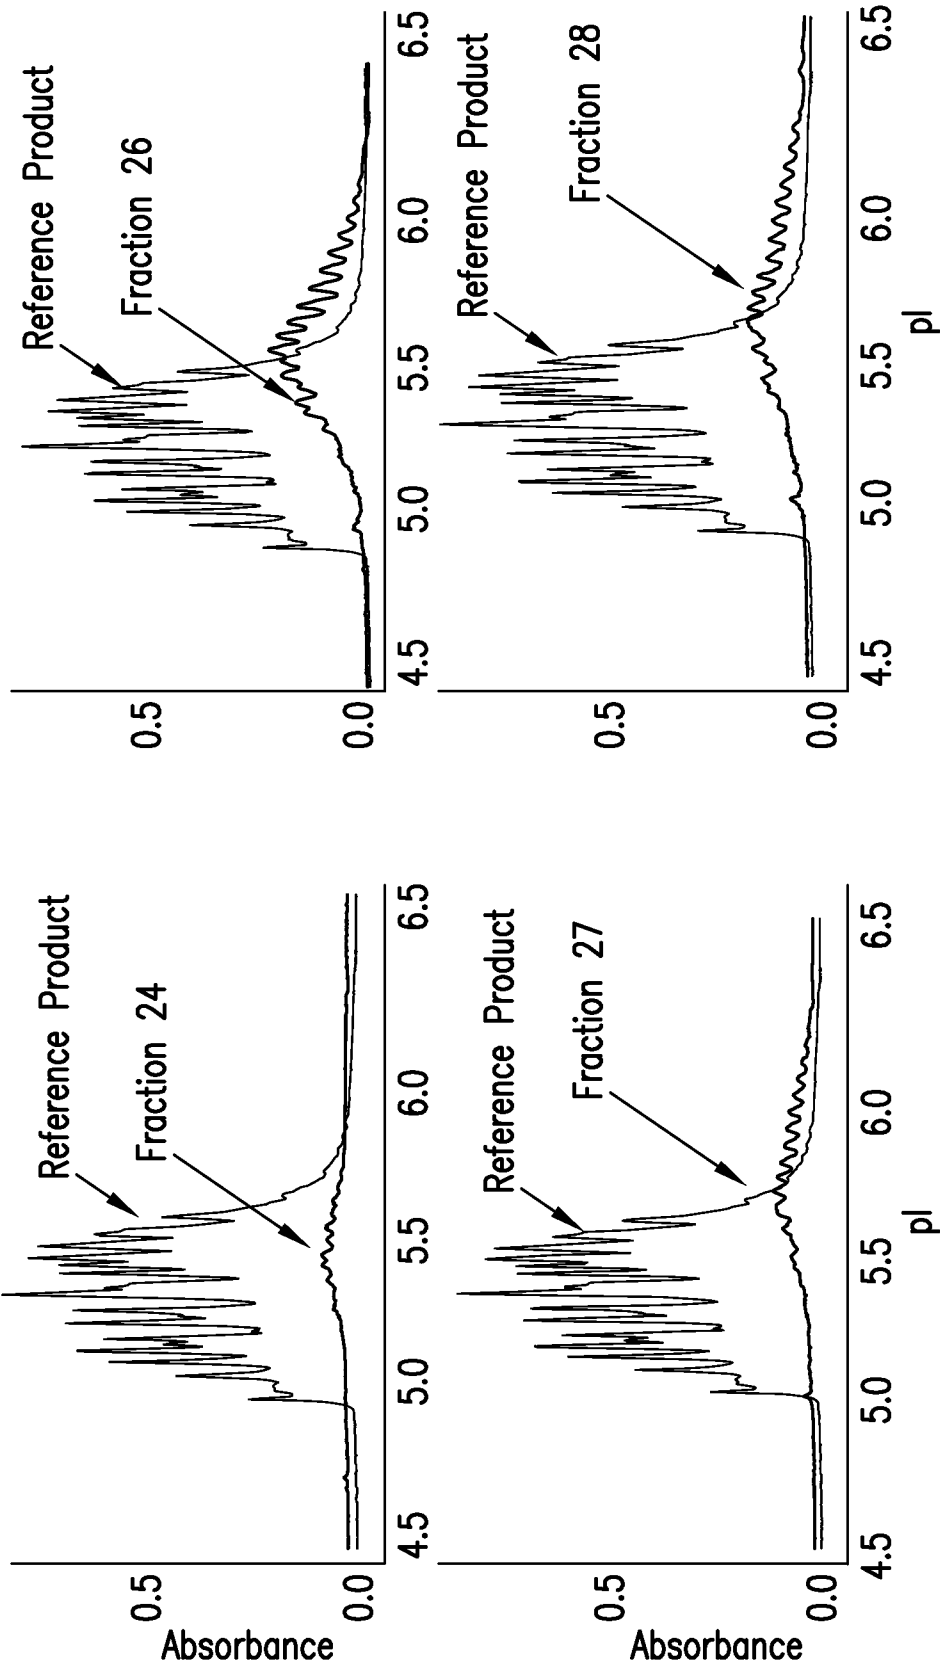 Absorbance
0.5
0.0
Reference Product
Fraction 24
4.5 5.0 5.5 6.0 6.5
0.5
0.0
Reference Product
Fraction 26
4.5 5.0 5.5 6.0 6.5
Absorbance
0.5
0.0
Reference Product
Fraction 27
4.5 5.0 5.5 6.0 6.5
pI
0.5
0.0
Reference Product
Fraction 28
4.5 5.0 5.5 6.0 6.5
pI